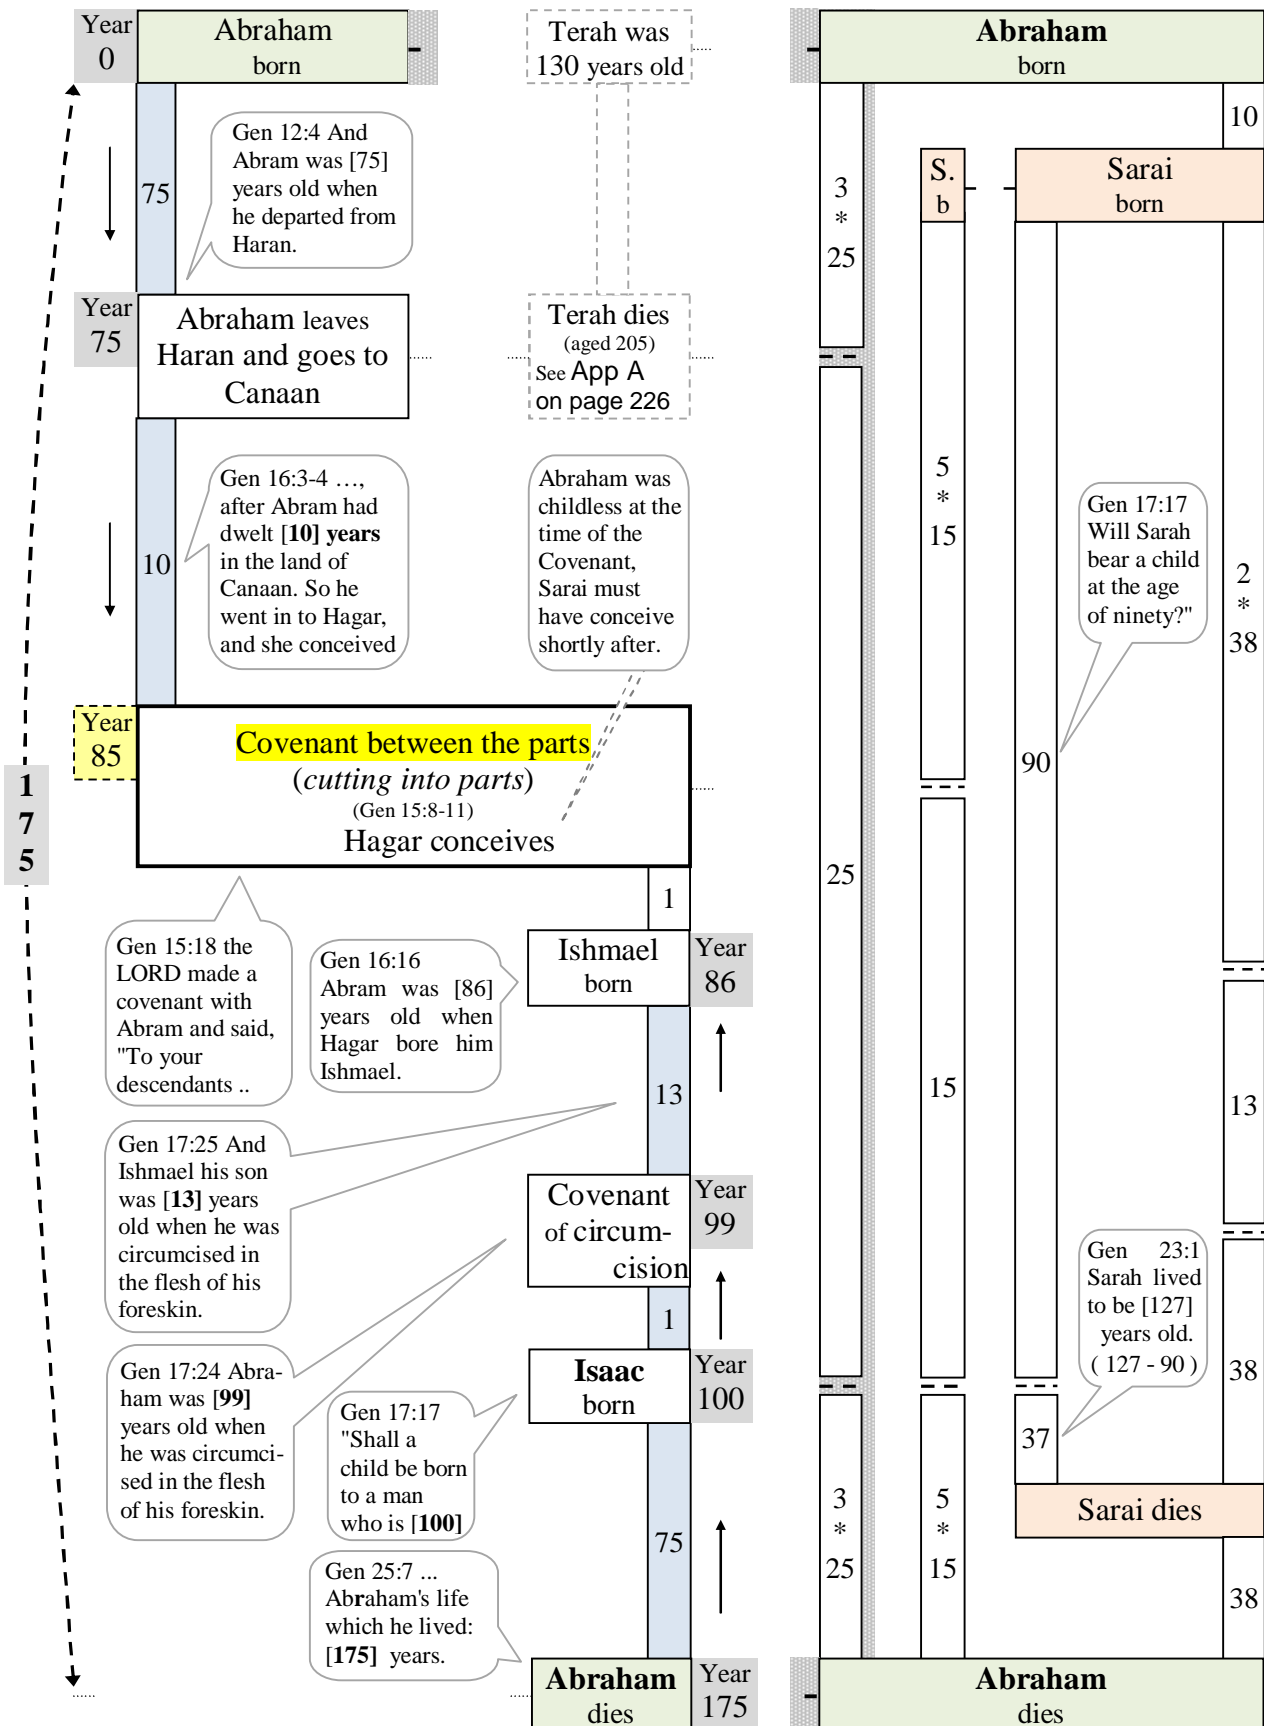 Year
0
Abraham
born
Terah was
130 years old
Abraham
born
75
Gen 12:4 And
Abram was [75]
years old when
he departed from
Haran.
10
3
*
25
S.
b
Sarai
born
Year
75
Abraham leaves
Haran and goes to
Canaan
Terah dies
(aged 205)
See App A
on page 226
10
Gen 16:3-4 …,
after Abram had
dwelt [10] years
in the land of
Canaan. So he
went in to Hagar,
and she conceived
Abraham was
childless at the
time of the
Covenant,
Sarai must
have conceive
shortly after.
5
*
15
Gen 17:17
Will Sarah
bear a child
at the age
of ninety?"
2
*
38
Year
85
Covenant between the parts
(cutting into parts)
(Gen 15:8-11)
Hagar conceives
90
1
7
5
25
1
Gen 15:18 the
LORD made a
covenant with
Abram and said,
"To your
descendants ..
Gen 16:16
Abram was [86]
years old when
Hagar bore him
Ishmael.
Ishmael
born
Year
86
13
15
13
Gen 17:25 And
Ishmael his son
was [13] years
old when he was
circumcised in
the flesh of his
foreskin.
Covenant
of circum-
cision
Year
99
Gen 23:1
Sarah lived
to be [127]
years old.
( 127 - 90 )
1
Gen 17:24 Abra-
ham was [99]
years old when
he was circumci-
sed in the flesh
of his foreskin.
Isaac
born
Year
100
38
Gen 17:17
"Shall a
child be born
to a man
who is [100]
37
75
3
*
25
5
*
15
Sarai dies
38
Gen 25:7 ...
Abraham's life
which he lived:
[175] years.
Abraham
dies
Year
175
Abraham
dies